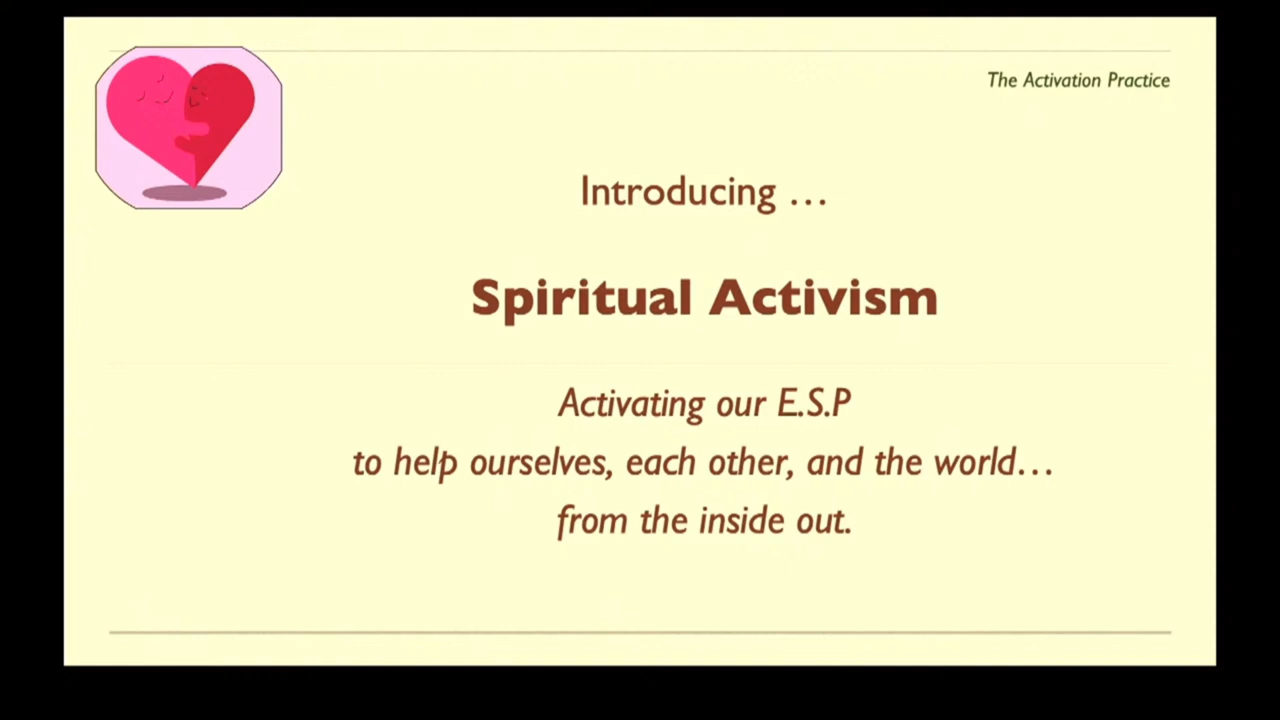 The Activation Practice
Introducing …
Spiritual Activism
Activating our E.S.P
to help ourselves, each other, and the world…
from the inside out.